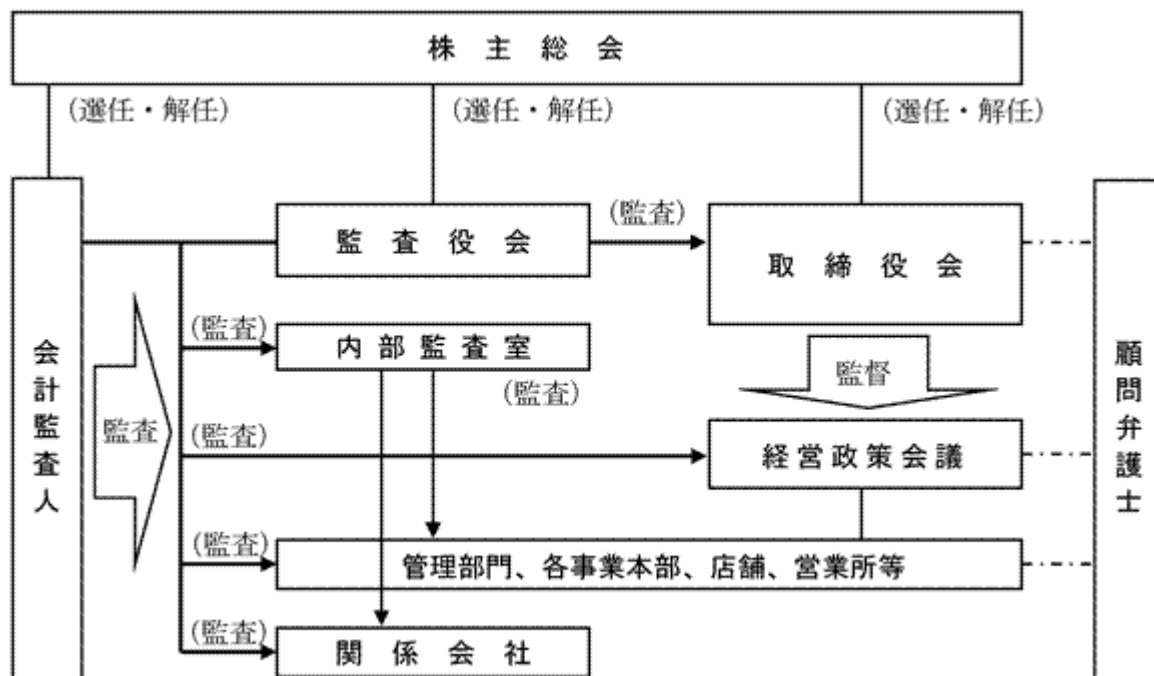 株主総会
(選任・解任)
(選任・解任)
(選任・解任)
監査役会
(監査)
取締役会
(監査)
内部監査室
(監査)
監督
会計監査人
監査
(監査)
経営政策会議
顧問弁護士
(監査)
管理部門、各事業本部、店舗、営業所等
(監査)
関係会社